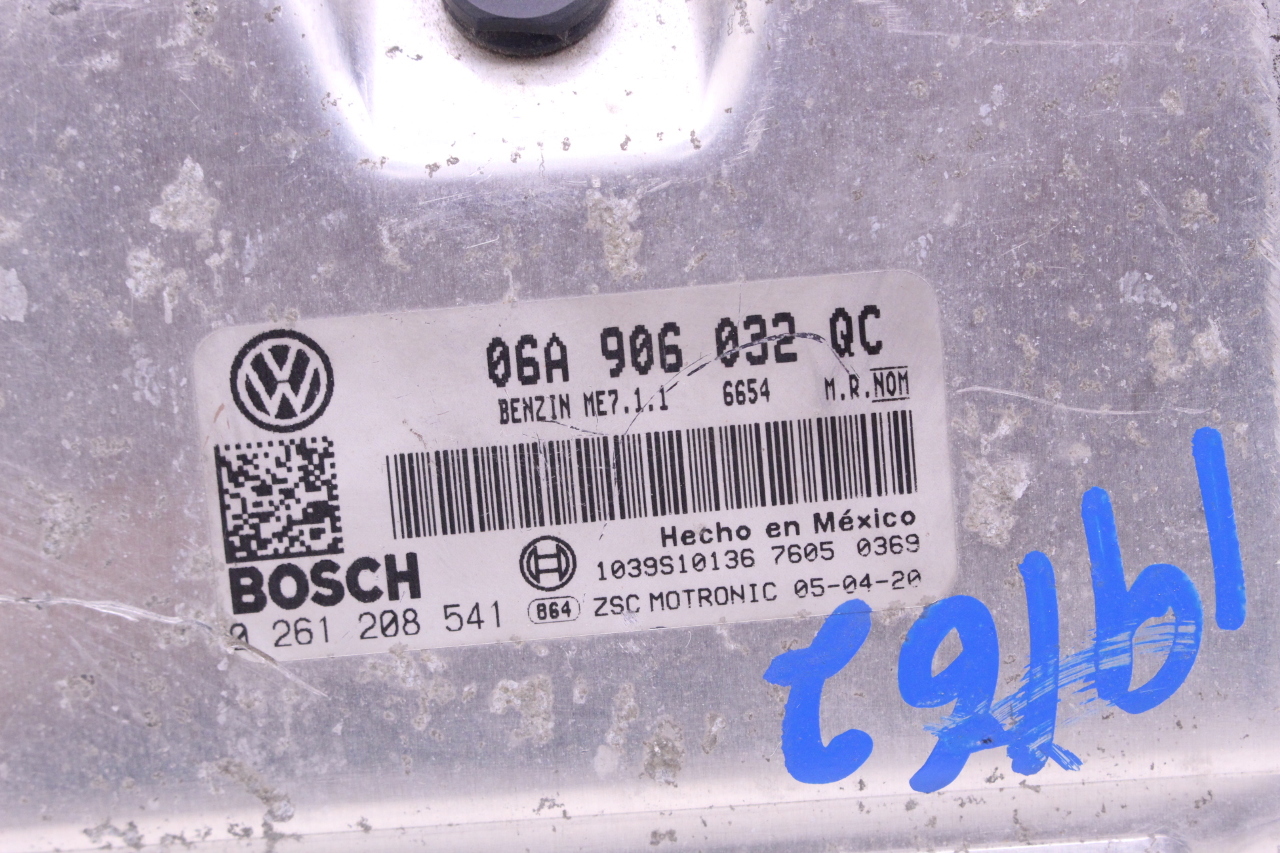 06A 906 032 QC
BENZIN ME7.1.1 6654 M.R.NOM
Hecho en México
BOSCH 1039S10136 7605 0369
0 261 208 541 864 ZSC MOTRONIC 05-04-20
19162